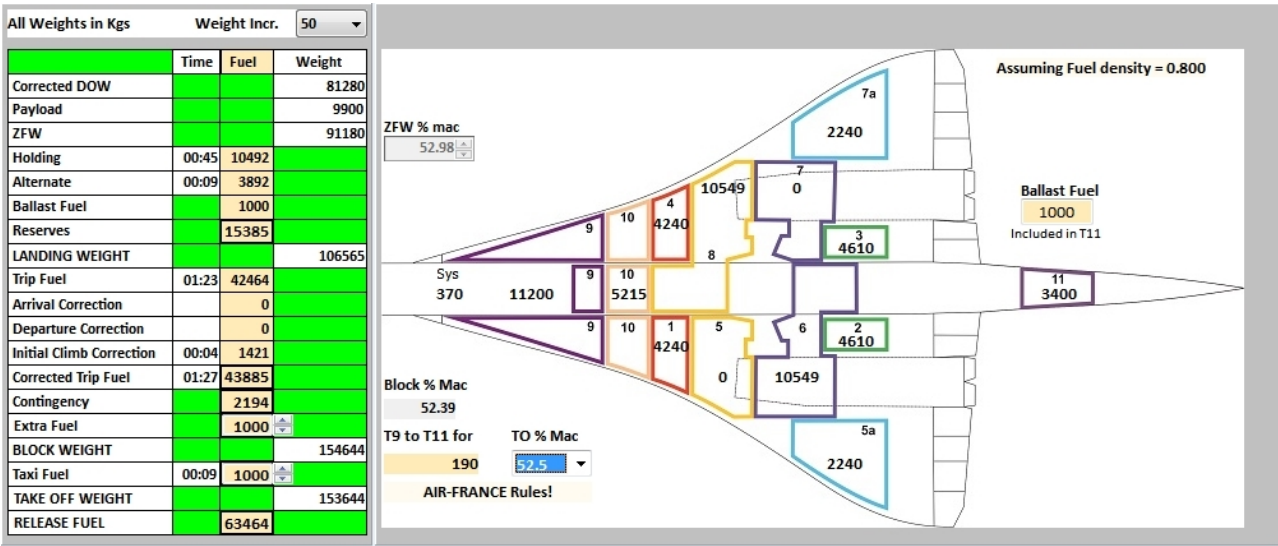 All Weights in Kgs Weight Incr. 50
Time Fuel Weight
Corrected DOW 81280
Payload 9900
ZFW 91180
Holding 00:45 10492
Alternate 00:09 3892
Ballast Fuel 1000
Reserves 15385
LANDING WEIGHT 106565
Trip Fuel 01:23 42464
Arrival Correction 0
Departure Correction 0
Initial Climb Correction 00:04 1421
Corrected Trip Fuel 01:27 43885
Contingency 2194
Extra Fuel 1000
BLOCK WEIGHT 154644
Taxi Fuel 00:09 1000
TAKE OFF WEIGHT 153644
RELEASE FUEL 63464
Assuming Fuel density = 0.800
7a
2240
ZFW % mac
52.98
7
10549 0
4
4240
10
9
8
3
4610
Ballast Fuel
1000
Included in T11
Sys
370
11200
9
10
5215
11
3400
9
10
1
4240
5
0
6
10549
2
4610
Block % Mac
52.39
T9 to T11 for
190
TO % Mac
52.5
AIR-FRANCE Rules!
5a
2240